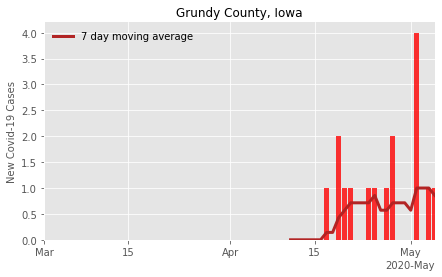 Grundy County, Iowa
7 day moving average
New Covid-19 Cases
4.0
3.5
3.0
2.5
2.0
1.5
1.0
0.5
0.0
Mar
15
Apr
15
May
2020-May